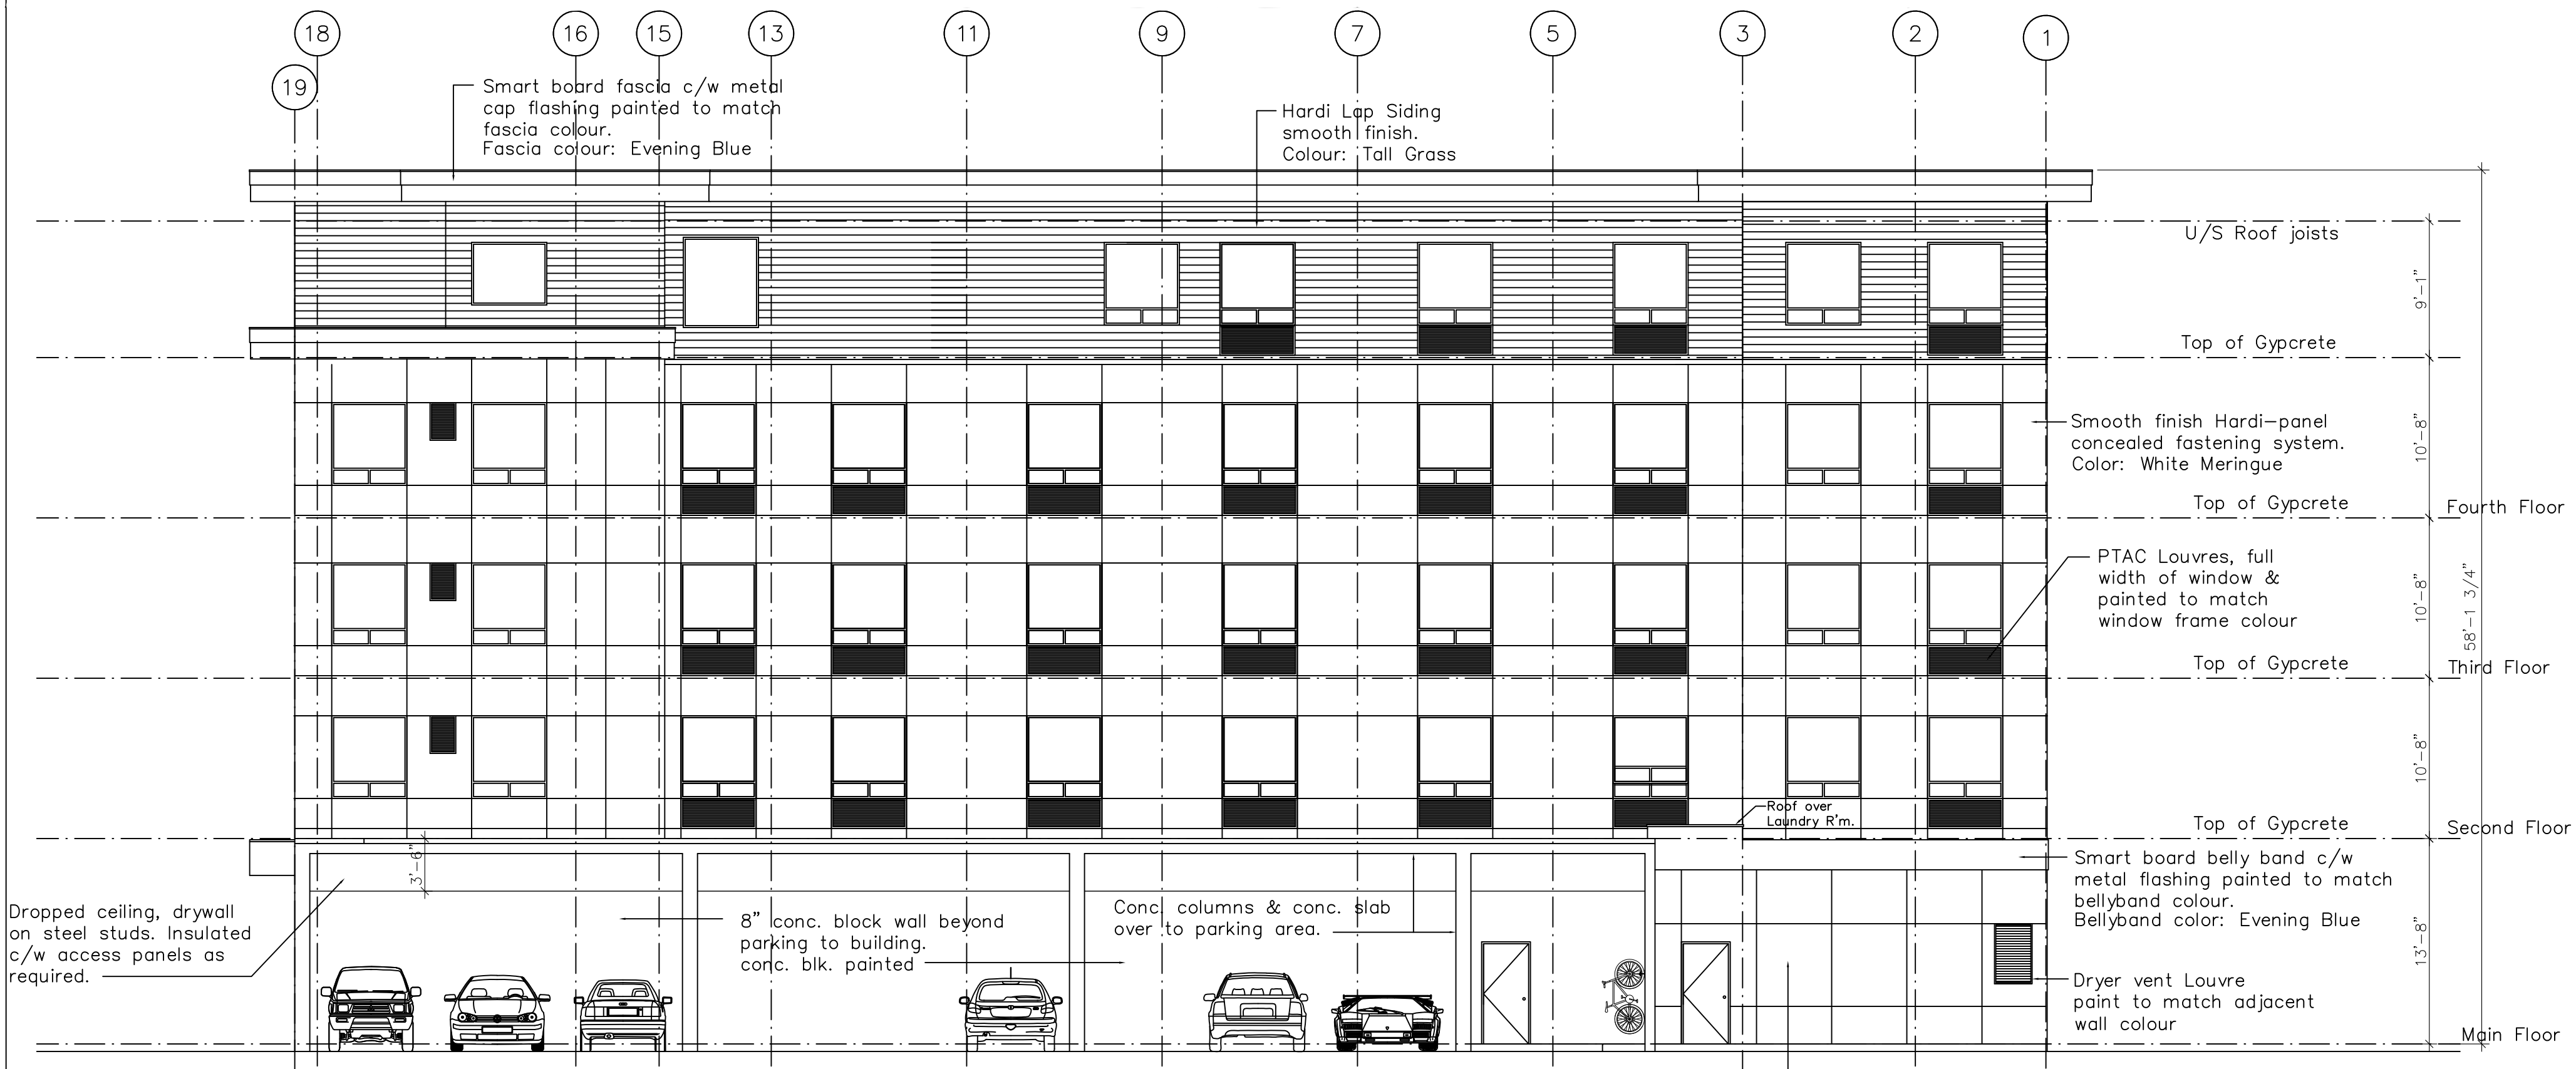 18
16
15
13
11
9
7
5
3
2
1
19
Smart board fascia c/w metal
cap flashing painted to match
fascia colour.
Fascia colour: Evening Blue
Hardi Lap Siding
smooth finish.
Colour: Tall Grass
U/S Roof joists
9'-1"
Top of Gypcrete
Smooth finish Hardi-panel
concealed fastening system.
Color: White Meringue
10'-8"
Top of Gypcrete
Fourth Floor
PTAC Louvres, full
width of window &
painted to match
window frame colour
10'-8"
58'-1 3/4"
Top of Gypcrete
Third Floor
10'-8"
Roof over
Laundry R'm.
Top of Gypcrete
Second Floor
3'-6"
Smart board belly band c/w
metal flashing painted to match
bellyband colour.
Bellyband color: Evening Blue
Dropped ceiling, drywall
on steel studs. Insulated
c/w access panels as
required.
8" conc. block wall beyond
parking to building.
conc. blk. painted
Conc. columns & conc. slab
over to parking area.
13'-8"
Dryer vent Louvre
paint to match adjacent
wall colour
Main Floor